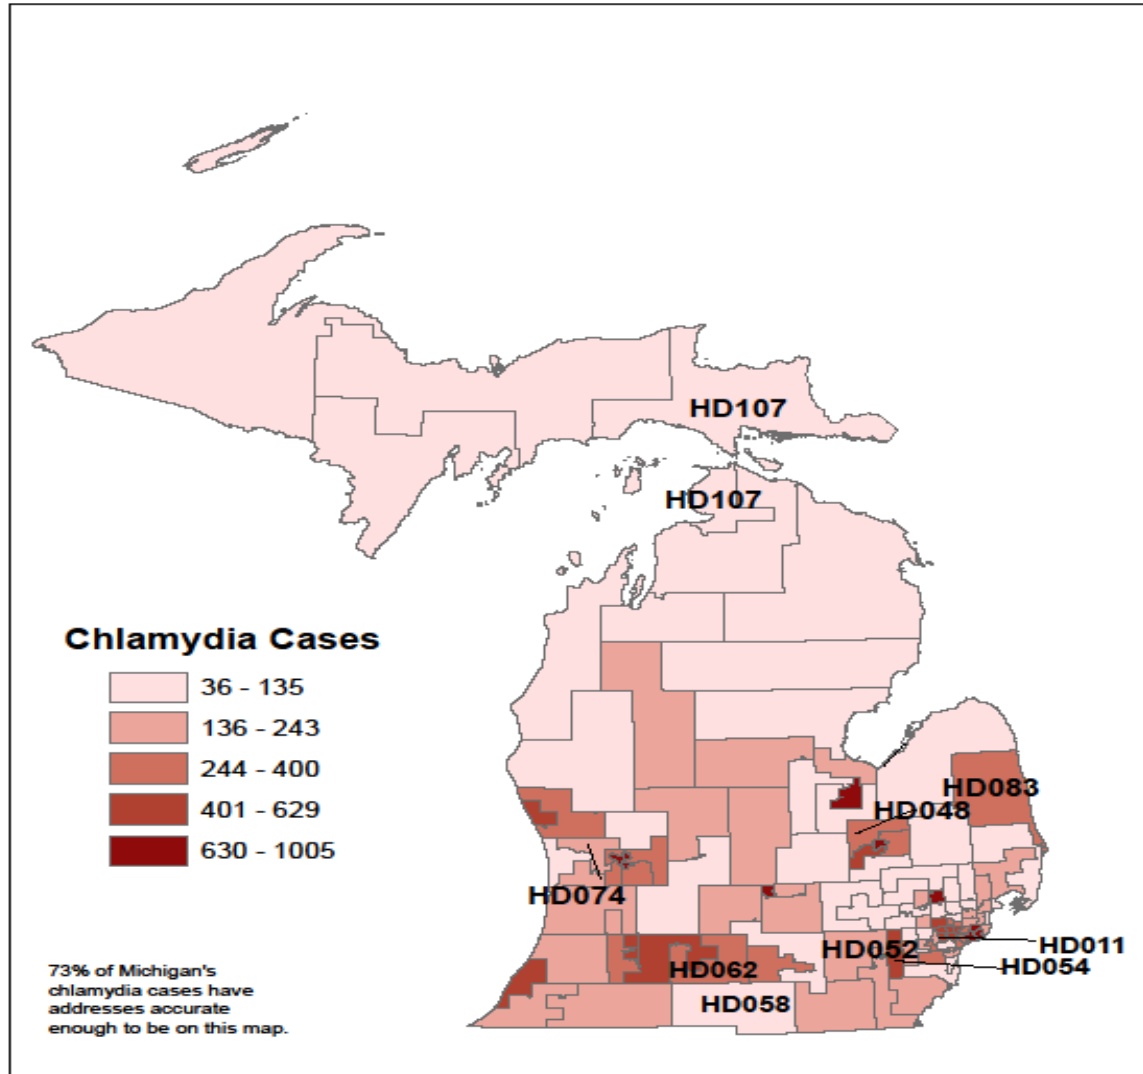 HD107
HD107
Chlamydia Cases
36 - 135
136 - 243
244 - 400
401 - 629
630 - 1005
HD083
HD048
HD074
HD052
HD011
HD054
HD062
HD058
73% of Michigan's
chlamydia cases have
addresses accurate
enough to be on this map.